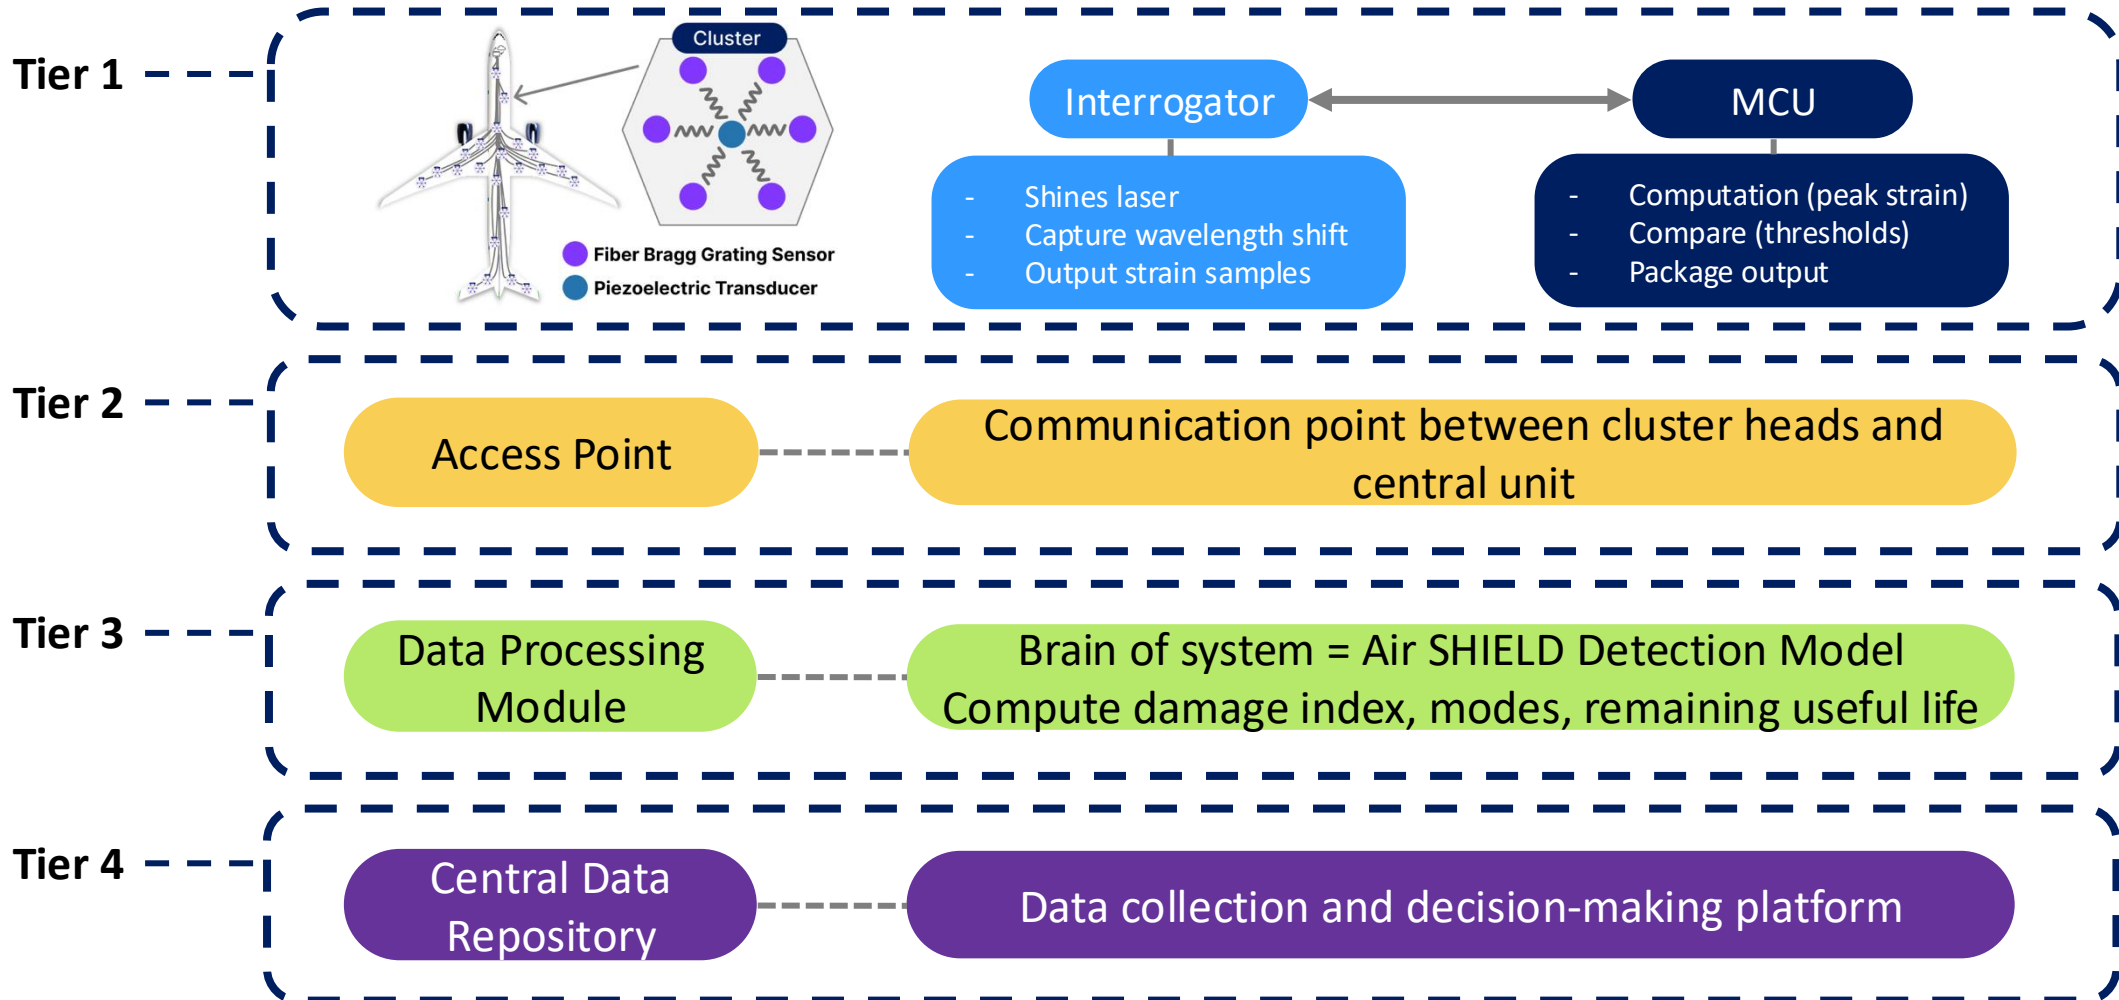 Tier 1
Cluster
Fiber Bragg Grating Sensor
Piezoelectric Transducer
Interrogator
- Shines laser
- Capture wavelength shift
- Output strain samples
MCU
- Computation (peak strain)
- Compare (thresholds)
- Package output
Tier 2
Access Point
Communication point between cluster heads and
central unit
Tier 3
Data Processing
Module
Brain of system = Air SHIELD Detection Model
Compute damage index, modes, remaining useful life
Tier 4
Central Data
Repository
Data collection and decision-making platform